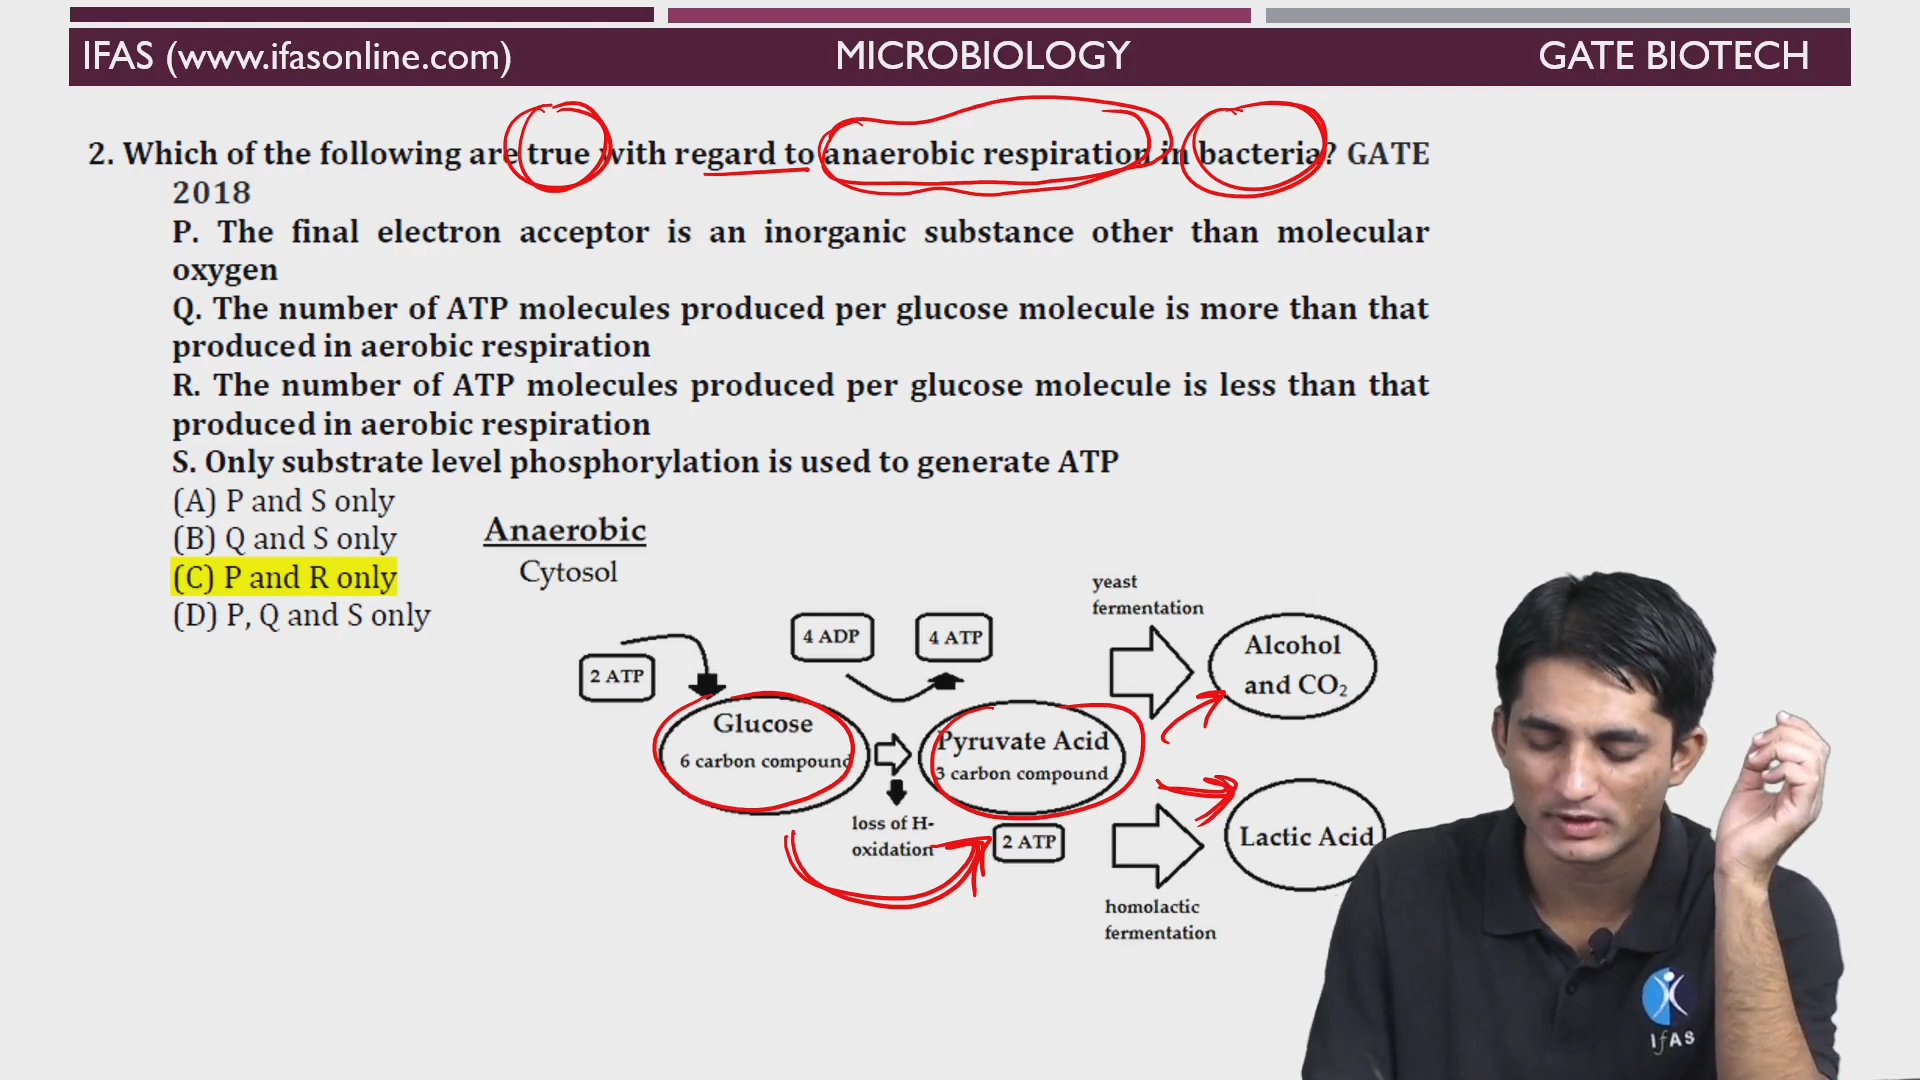 IFAS (www.ifasonline.com)
MICROBIOLOGY
GATE BIOTECH
2. Which of the following are true with regard to anaerobic respiration in bacteria? GATE
2018
P. The final electron acceptor is an inorganic substance other than molecular
oxygen
Q. The number of ATP molecules produced per glucose molecule is more than that
produced in aerobic respiration
R. The number of ATP molecules produced per glucose molecule is less than that
produced in aerobic respiration
S. Only substrate level phosphorylation is used to generate ATP
(A) P and S only
(B) Q and S only
(C) P and R only
(D) P, Q and S only
Anaerobic
Cytosol
2 ATP
4 ADP
4 ATP
Glucose
6 carbon compound
loss of H-
oxidation
Pyruvate Acid
3 carbon compound
2 ATP
yeast
fermentation
Alcohol
and CO₂
Lactic Acid
homolactic
fermentation
IfAS